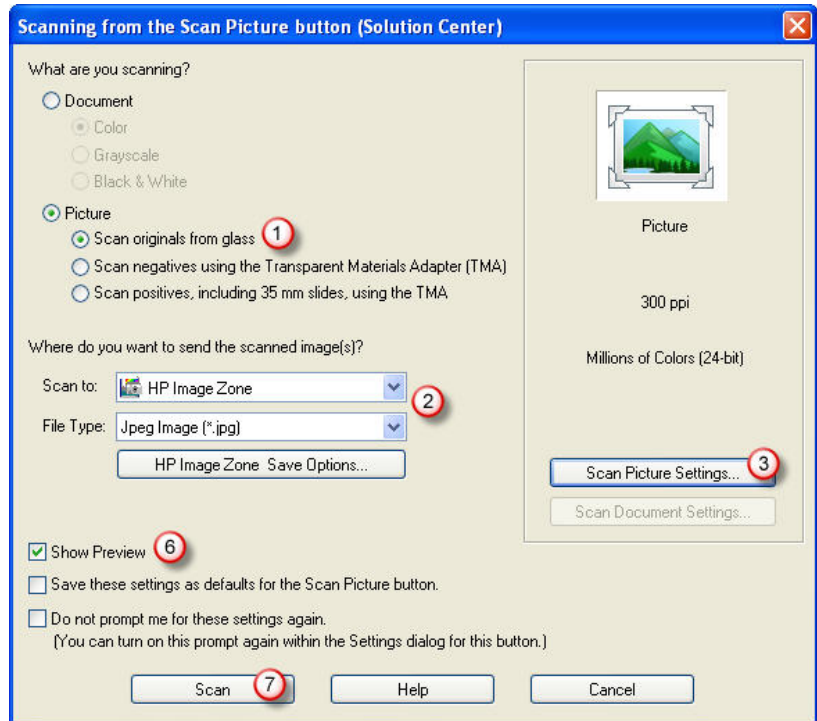 Scanning from the Scan Picture button (Solution Center)
What are you scanning?
Document
Color
Grayscale
Black & White
Picture
Scan originals from glass 1
Scan negatives using the Transparent Materials Adapter (TMA)
Scan positives, including 35 mm slides, using the TMA
Where do you want to send the scanned image(s)?
Scan to: HP Image Zone
2
File Type: Jpeg Image (*.jpg)
HP Image Zone Save Options...
Picture
300 ppi
Millions of Colors (24-bit)
Scan Picture Settings... 3
Scan Document Settings...
Show Preview 6
Save these settings as defaults for the Scan Picture button.
Do not prompt me for these settings again.
(You can turn on this prompt again within the Settings dialog for this button.)
Scan 7 Help Cancel